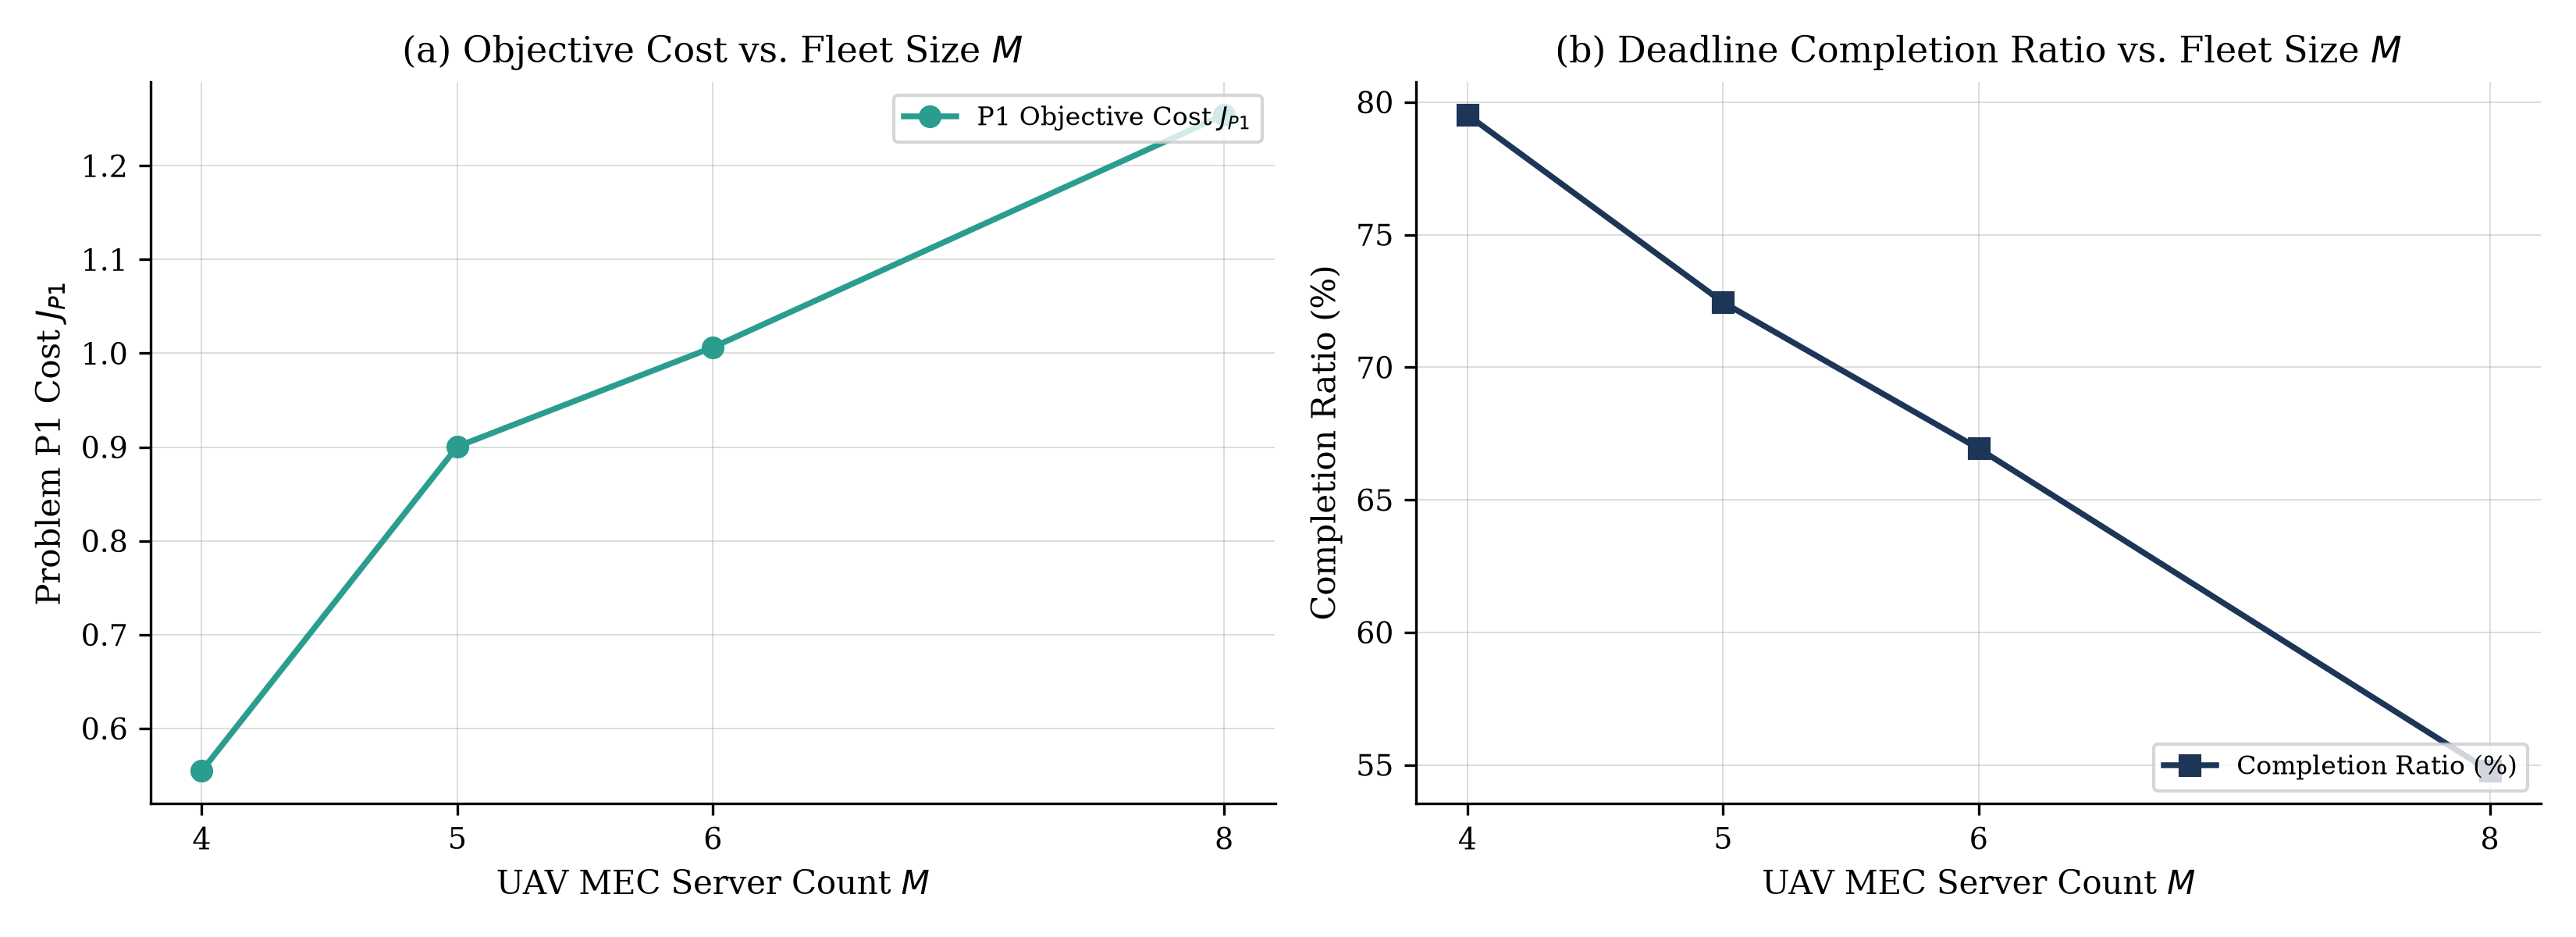 (a) Objective Cost vs. Fleet Size M
P1 Objective Cost J_P1
1.2
1.1
1.0
0.9
0.8
0.7
0.6
Problem P1 Cost J_P1
4 5 6 8
UAV MEC Server Count M
(b) Deadline Completion Ratio vs. Fleet Size M
80
75
70
65
60
55
Completion Ratio (%)
Completion Ratio (%)
4 5 6 8
UAV MEC Server Count M